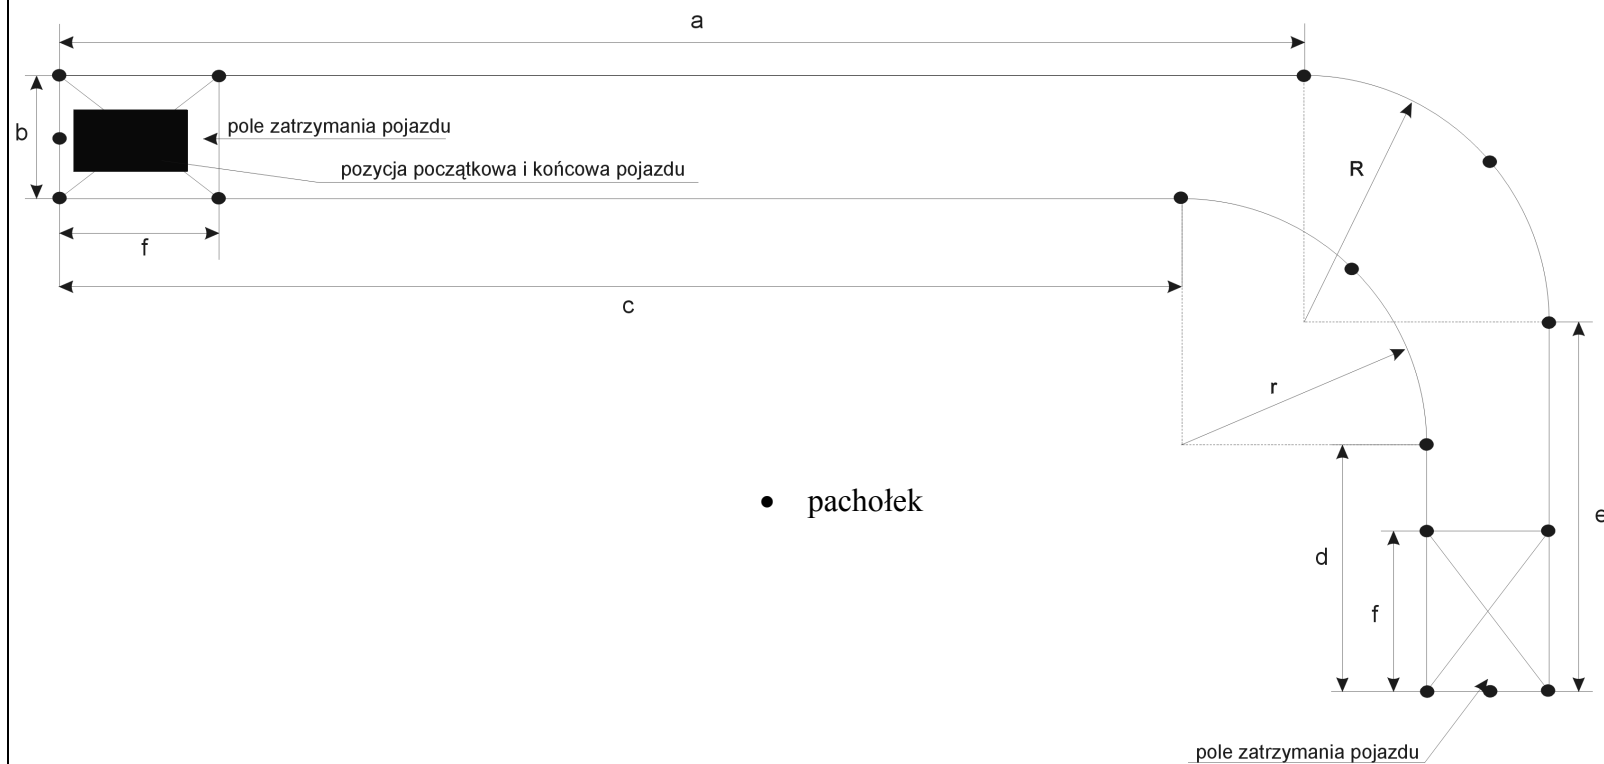 a
b
pole zatrzymania pojazdu
pozycja początkowa i końcowa pojazdu
R
f
c
r
pachołek
e
d
f
pole zatrzymania pojazdu